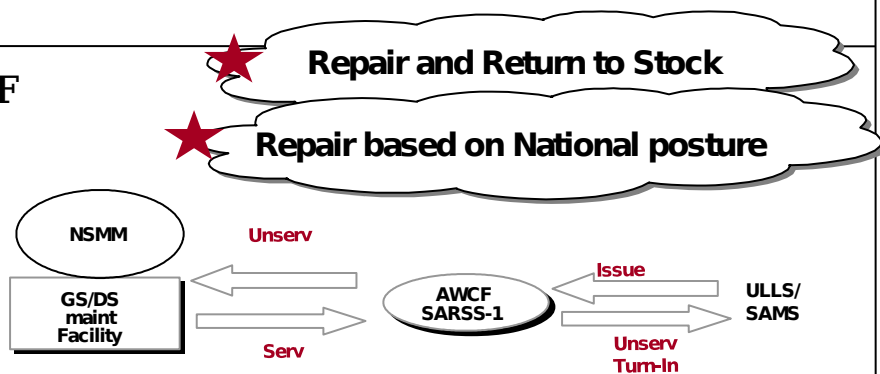 F
Repair and Return to Stock
Repair based on National posture
NSMM
Unserv
GS/DS
maint
Facility
Serv
AWCF
SARSS-1
Issue
Unserv
Turn-In
ULLS/
SAMS